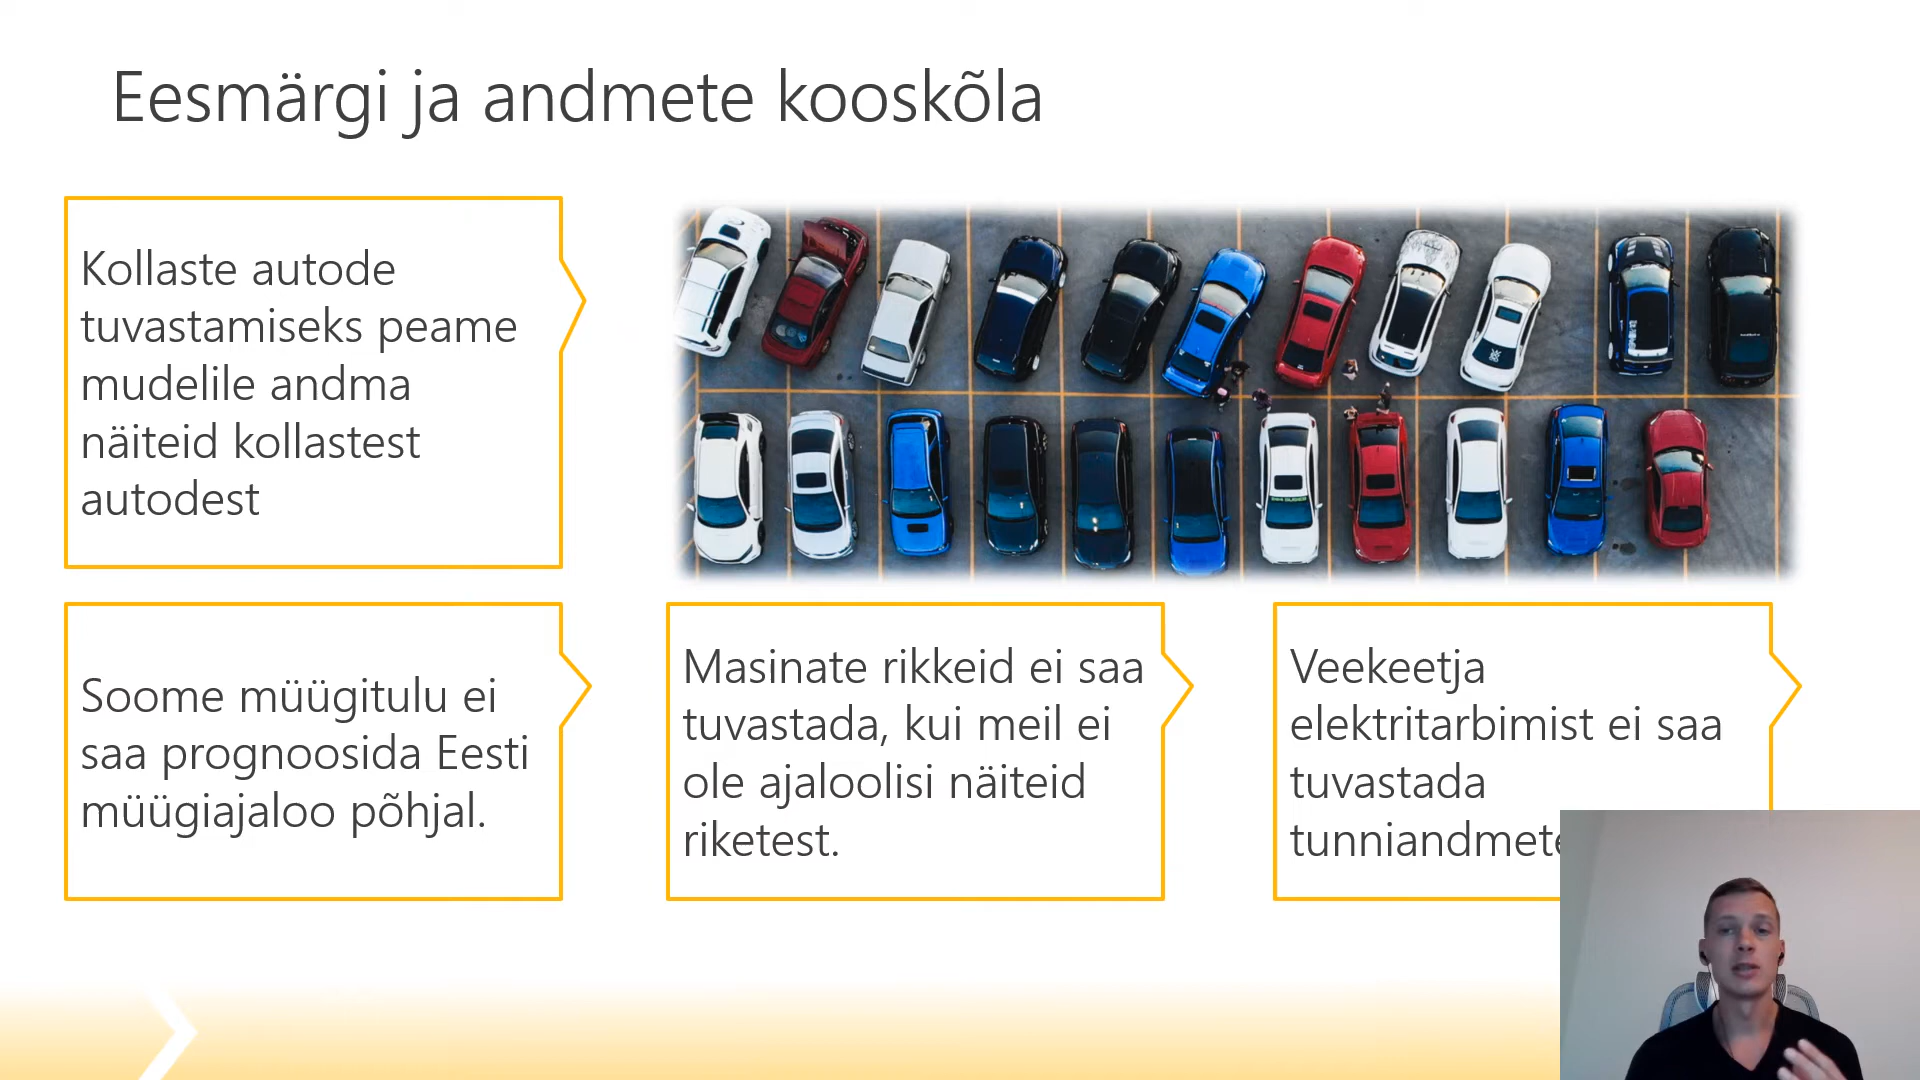 Eesmärgi ja andmete kooskõla
Kollaste autode
tuvastamiseks peame
mudelile andma
näiteid kollastest
autodest
Soome müügitulu ei
saa prognoosida Eesti
müügiajaloo põhjal.
Masinate rikkeid ei saa
tuvastada, kui meil ei
ole ajaloolisi näiteid
riketest.
Veekeetja
elektritarbimist ei saa
tuvastada